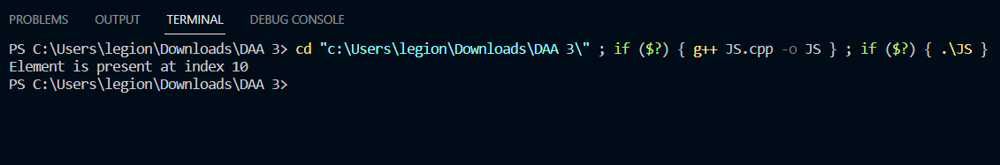 PROBLEMS OUTPUT TERMINAL DEBUG CONSOLE
PS C:\Users\legion\Downloads\DAA 3> cd "c:\Users\legion\Downloads\DAA 3\" ; if ($?) { g++ JS.cpp -o JS } ; if ($?) { .\JS }
Element is present at index 10
PS C:\Users\legion\Downloads\DAA 3>